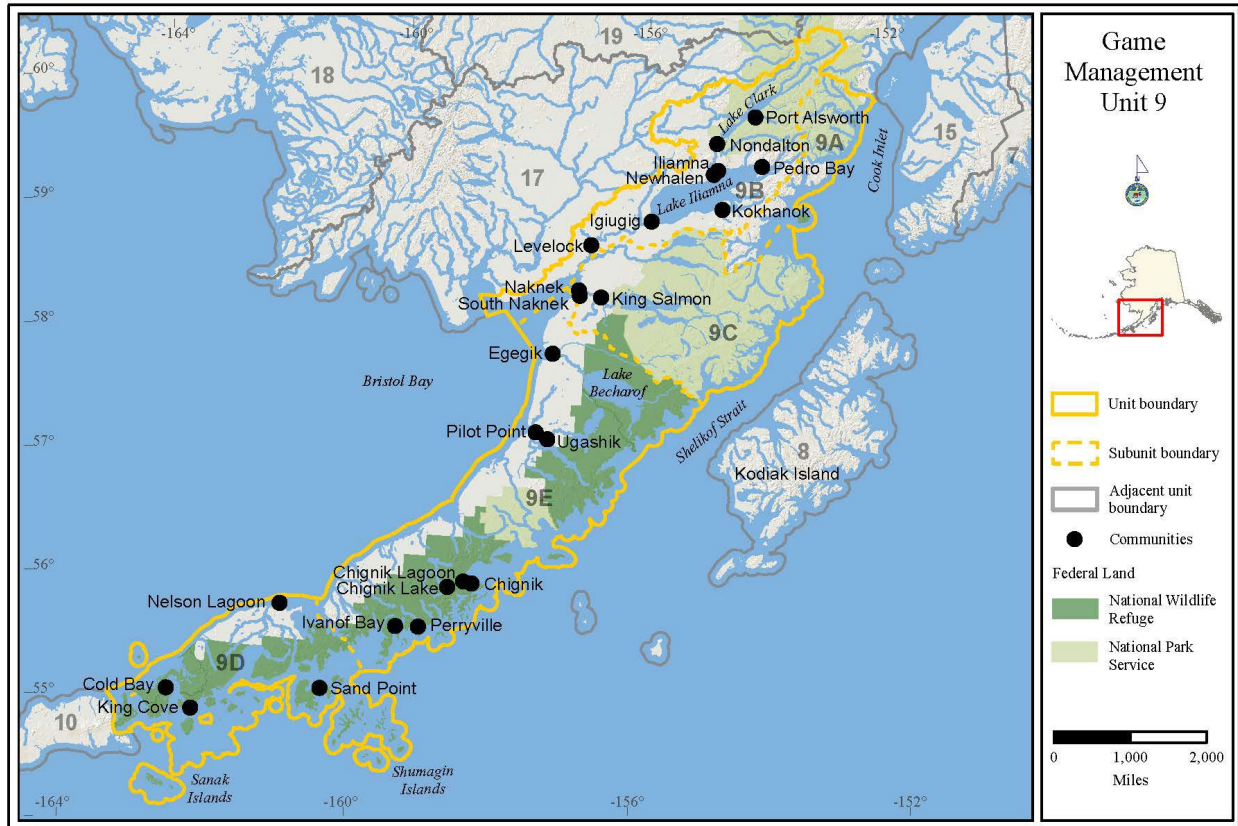 -164°
-160°
-156°
-152°
60°
59°
58°
57°
56°
55°
19
18
17
15
7
Lake Clark
Port Alsworth
Nondalton
9A
Iliamna
Newhalen
Pedro Bay
9B
Lake Iliamna
Cook Inlet
Igiugig
Kokhanok
Levelock
Naknek
South Naknek
King Salmon
9C
Egegik
Lake
Becharof
Bristol Bay
Shelikof Strait
Pilot Point
Ugashik
8
Kodiak Island
9E
Chignik Lagoon
Chignik Lake
Chignik
Nelson Lagoon
Ivanof Bay
Perryville
9D
Cold Bay
Sand Point
King Cove
10
Sanak
Islands
Shumagin
Islands
-164°
-160°
-156°
-152°
Game
Management
Unit 9
Unit boundary
Subunit boundary
Adjacent unit
boundary
Communities
Federal Land
National Wildlife
Refuge
National Park
Service
0 1,000 2,000
Miles